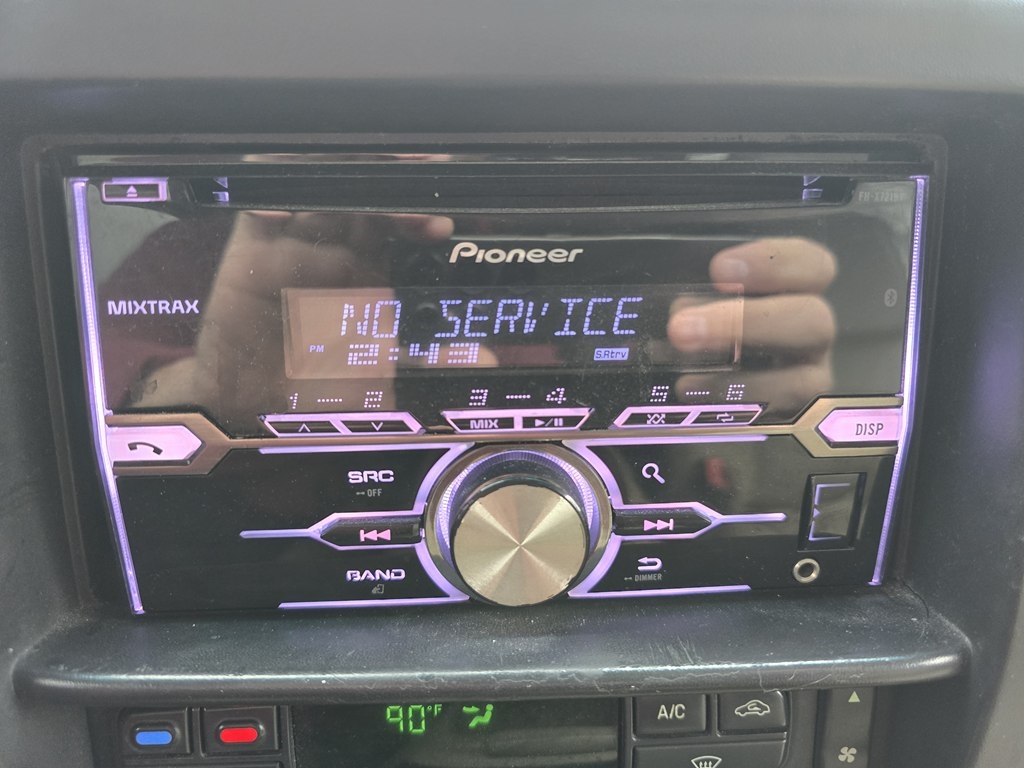 Pioneer
MIXTRAX
NO SERVICE
PM 2:43 S.Rtrv
1 2 3 4 5 6
MIX
DISP
SRC
OFF
BAND
DIMMER
90°F
A/C